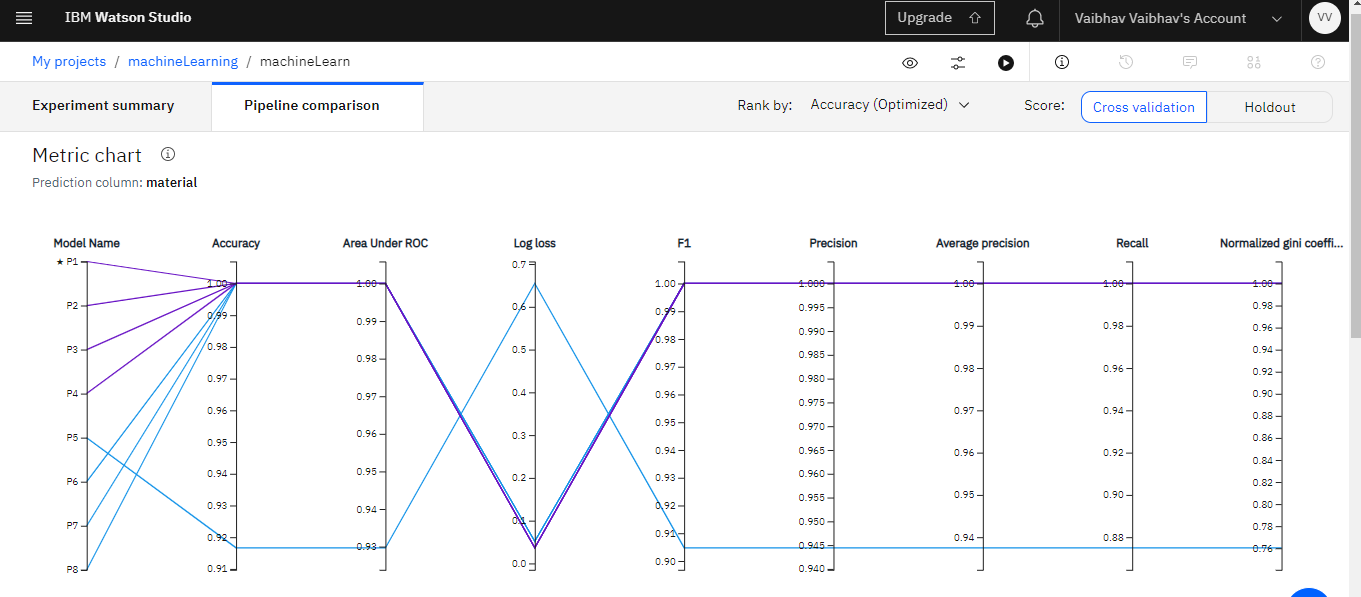 IBM Watson Studio
Upgrade
Vaibhav Vaibhav's Account
VV
My projects / machineLearning / machineLearn
Experiment summary
Pipeline comparison
Rank by: Accuracy (Optimized)
Score: Cross validation Holdout
Metric chart
Prediction column: material
Model Name
★ P1
P2
P3
P4
P5
P6
P7
P8
Accuracy
1.00
0.99
0.98
0.97
0.96
0.95
0.94
0.93
0.92
0.91
Area Under ROC
1.00
0.99
0.98
0.97
0.96
0.95
0.94
0.93
Log loss
0.7
0.6
0.5
0.4
0.3
0.2
0.1
0.0
F1
1.00
0.99
0.98
0.97
0.96
0.95
0.94
0.93
0.92
0.91
0.90
Precision
1.000
0.995
0.990
0.985
0.980
0.975
0.970
0.965
0.960
0.955
0.950
0.945
0.940
Average precision
1.00
0.99
0.98
0.97
0.96
0.95
0.94
Recall
1.00
0.98
0.96
0.94
0.92
0.90
0.88
Normalized gini coeffi...
1.00
0.98
0.96
0.94
0.92
0.90
0.88
0.86
0.84
0.82
0.80
0.78
0.76